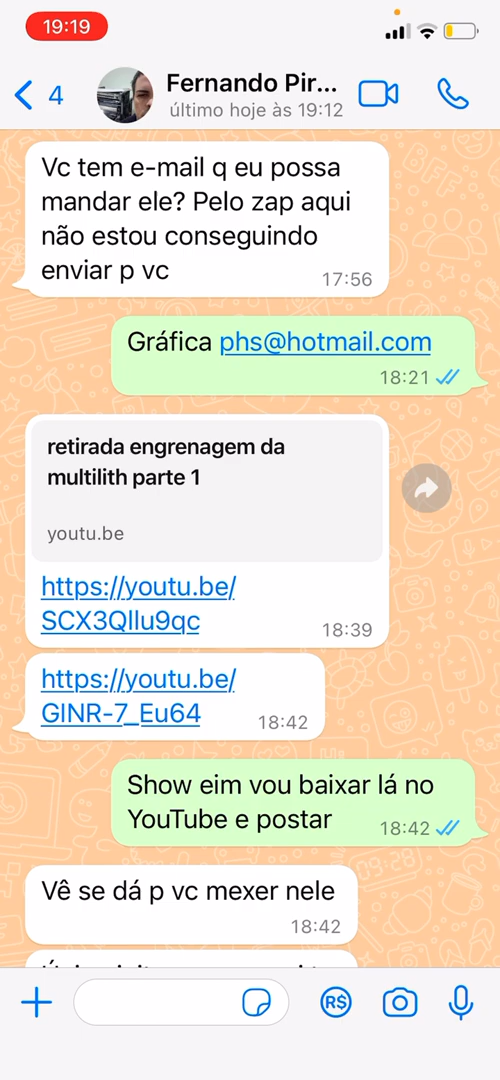 19:19
4
Fernando Pir...
último hoje às 19:12
Vc tem e-mail q eu possa
mandar ele? Pelo zap aqui
não estou conseguindo
enviar p vc
17:56
Gráfica phs@hotmail.com
18:21
retirada engrenagem da
multilith parte 1
youtu.be
https://youtu.be/
SCX3Qllu9qc
18:39
https://youtu.be/
GlNR-7_Eu64
18:42
Show eim vou baixar lá no
YouTube e postar
18:42
Vê se dá p vc mexer nele
18:42
R$